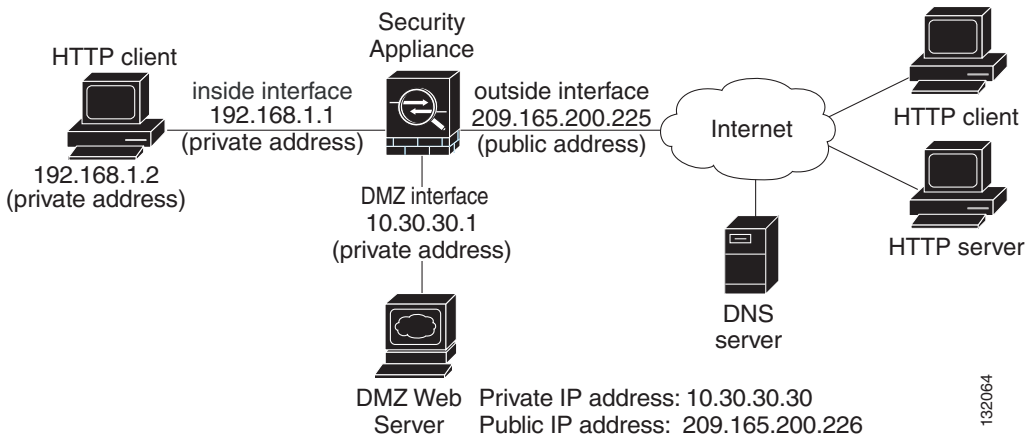 Security
Appliance
HTTP client
inside interface
192.168.1.1
(private address)
outside interface
209.165.200.225
(public address)
Internet
HTTP client
192.168.1.2
(private address)
DMZ interface
10.30.30.1
(private address)
HTTP server
DNS
server
DMZ Web
Server
Private IP address: 10.30.30.30
Public IP address: 209.165.200.226
132064